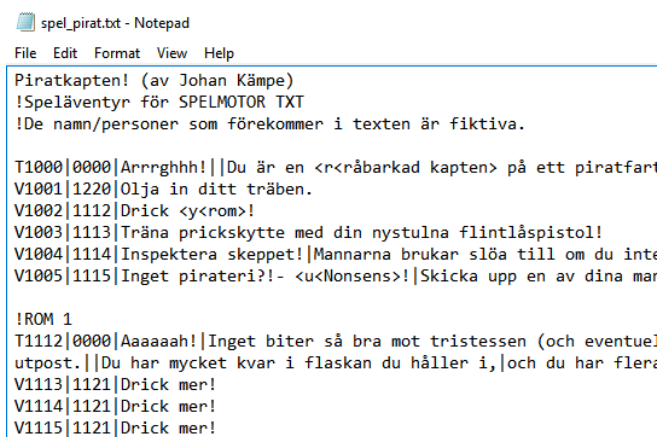 spel_pirat.txt - Notepad
File Edit Format View Help
Piratkapten! (av Johan Kämpe)
!Speläventyr för SPELMOTOR TXT
!De namn/personer som förekommer i texten är fiktiva.
T1000|0000|Arrrghhh!||Du är en <r<råbarkad kapten> på ett piratfart
V1001|1220|Olja in ditt träben.
V1002|1112|Drick <y<rom>!
V1003|1113|Träna prickskytte med din nystulna flintlåspistol!
V1004|1114|Inspektera skeppet!|Mannarna brukar slöa till om du inte
V1005|1115|Inget pirateri?!- <u<Nonsens>!|Skicka upp en av dina man
!ROM 1
T1112|0000|Aaaaaah!|Inget biter så bra mot tristessen (och eventuel
utpost.||Du har mycket kvar i flaskan du håller i,|och du har flera
V1113|1121|Drick mer!
V1114|1121|Drick mer!
V1115|1121|Drick mer!